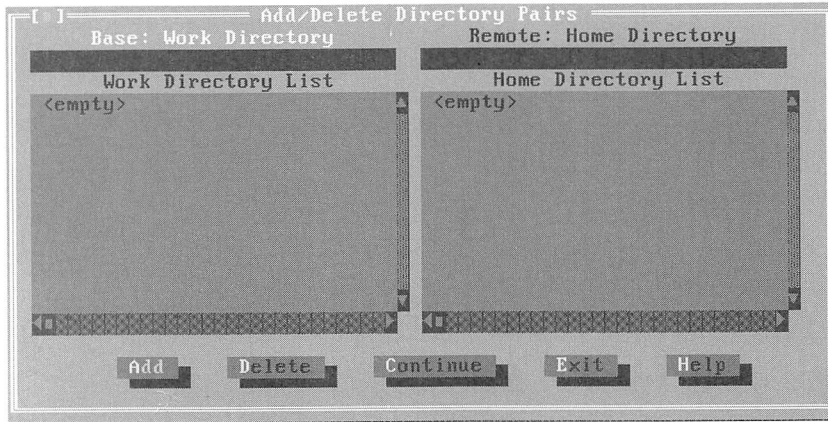 Add/Delete Directory Pairs
Base: Work Directory
Remote: Home Directory
Work Directory List
Home Directory List
<empty>
<empty>
Add Delete Continue Exit Help